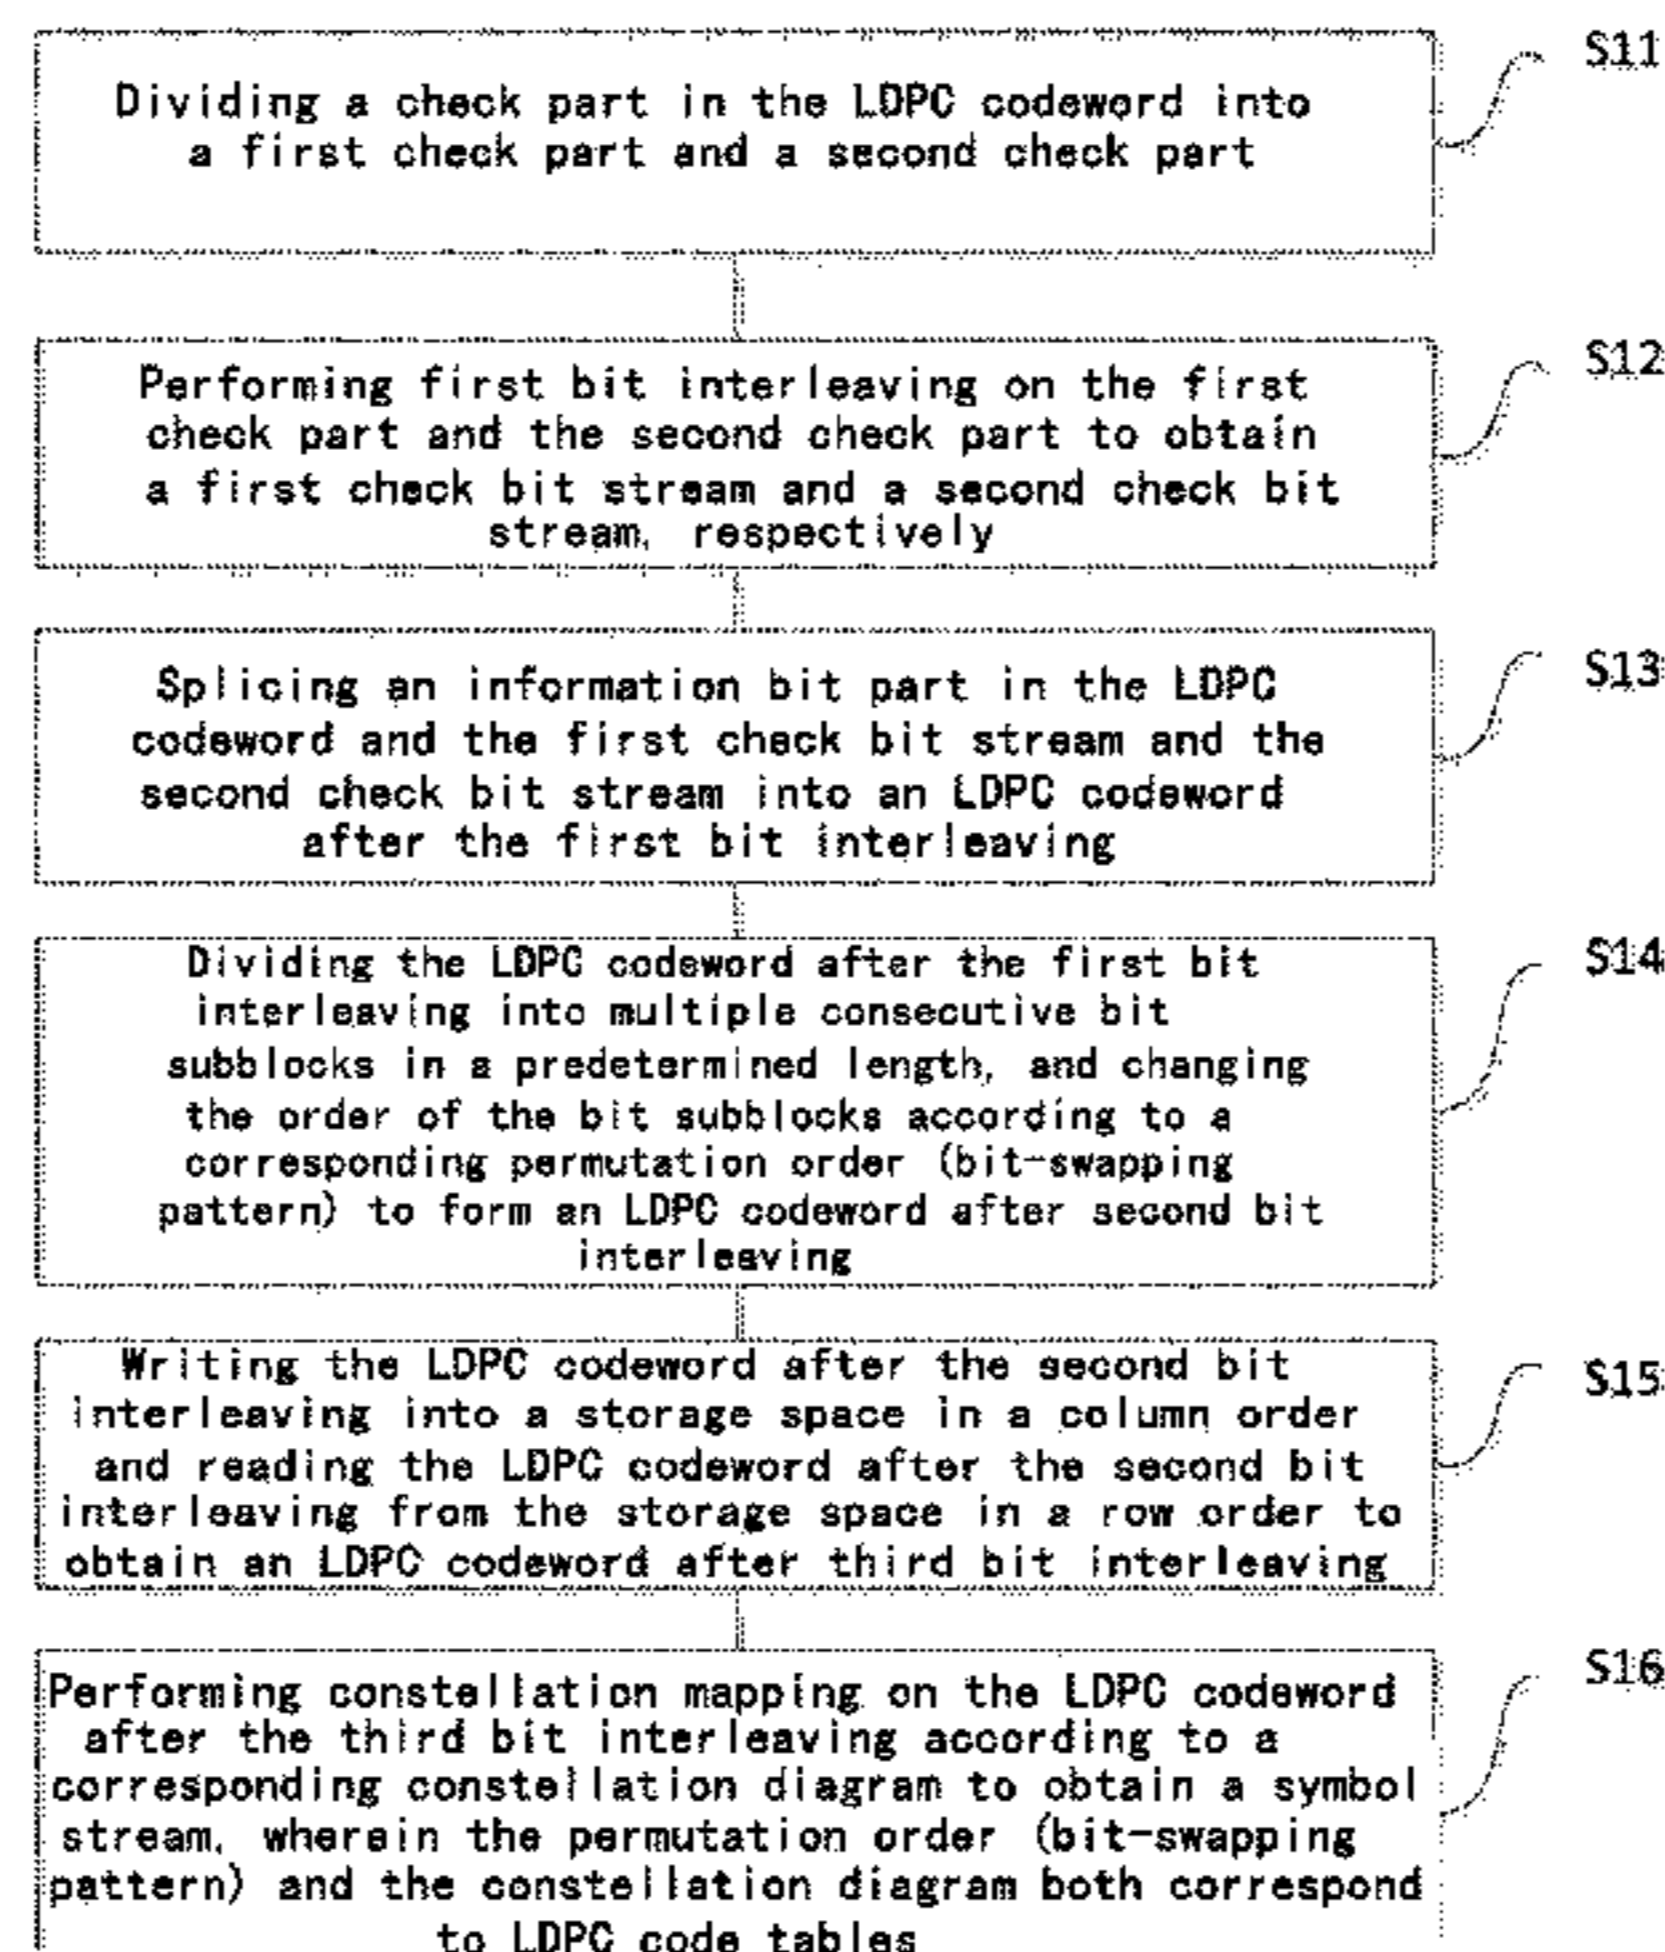 S11
Dividing a check part in the LDPC codeword into
a first check part and a second check part
S12
Performing first bit interleaving on the first
check part and the second check part to obtain
a first check bit stream and a second check bit
stream, respectively
S13
Splicing an information bit part in the LDPC
codeword and the first check bit stream and the
second check bit stream into an LDPC codeword
after the first bit interleaving
S14
Dividing the LDPC codeword after the first bit
interleaving into multiple consecutive bit
subblocks in a predetermined length, and changing
the order of the bit subblocks according to a
corresponding permutation order (bit-swapping
pattern) to form an LDPC codeword after second bit
interleaving
S15
Writing the LDPC codeword after the second bit
interleaving into a storage space in a column order
and reading the LDPC codeword after the second bit
interleaving from the storage space in a row order to
obtain an LDPC codeword after third bit interleaving
S16
Performing constellation mapping on the LDPC codeword
after the third bit interleaving according to a
corresponding constellation diagram to obtain a symbol
stream, wherein the permutation order (bit-swapping
pattern) and the constellation diagram both correspond
to LDPC code tables